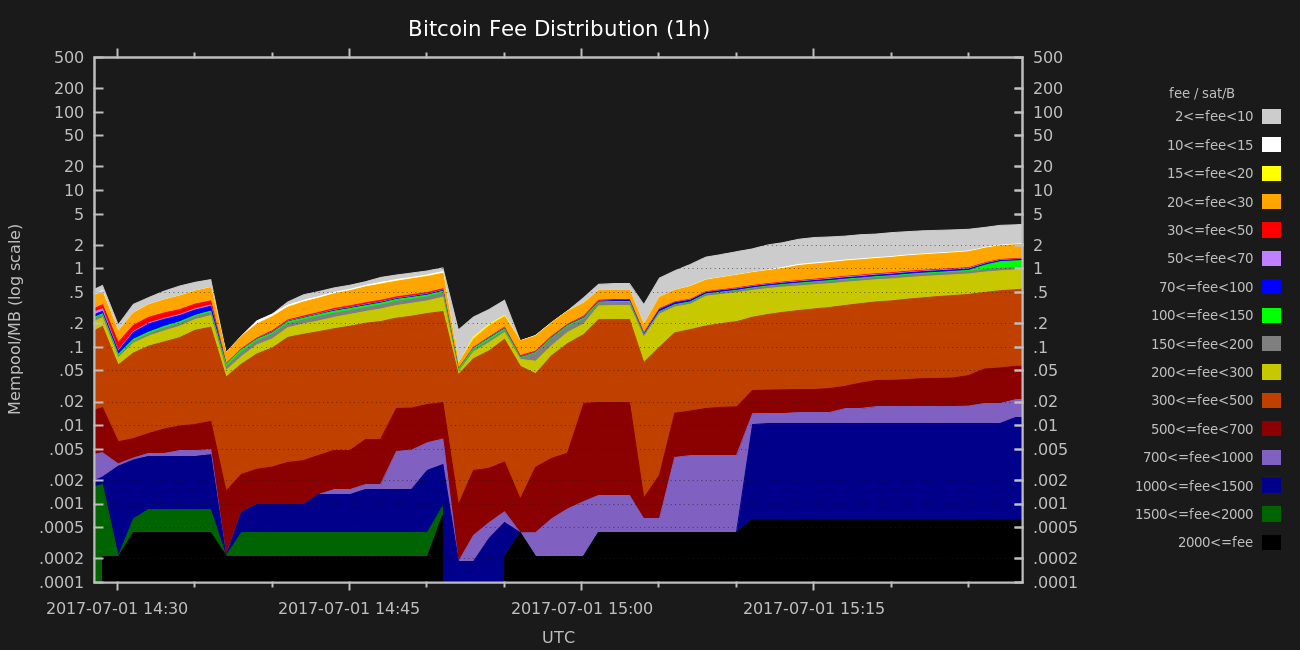 Bitcoin Fee Distribution (1h)
500
200
100
50
20
10
5
2
1
.5
.2
.1
.05
.02
.01
.005
.002
.001
.0005
.0002
.0001
Mempool/MB (log scale)
500
200
100
50
20
10
5
2
1
.5
.2
.1
.05
.02
.01
.005
.002
.001
.0005
.0002
.0001
2017-07-01 14:30
2017-07-01 14:45
2017-07-01 15:00
2017-07-01 15:15
UTC
fee / sat/B
2<=fee<10
10<=fee<15
15<=fee<20
20<=fee<30
30<=fee<50
50<=fee<70
70<=fee<100
100<=fee<150
150<=fee<200
200<=fee<300
300<=fee<500
500<=fee<700
700<=fee<1000
1000<=fee<1500
1500<=fee<2000
2000<=fee